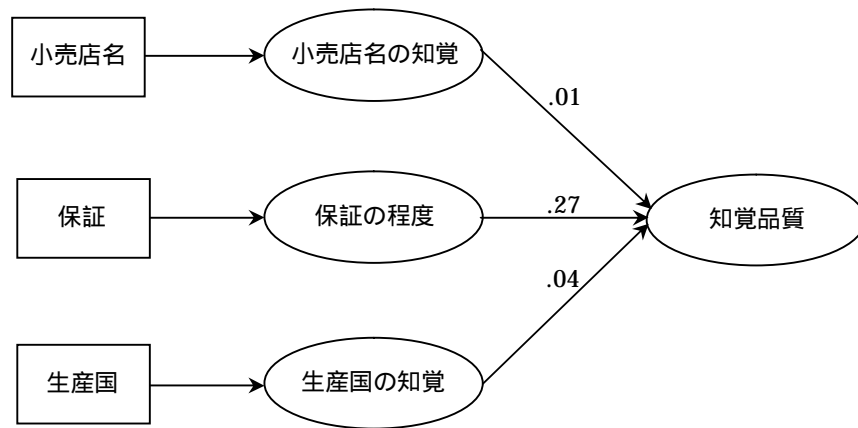 小売店名
小売店名の知覚
.01
保証
保証の程度
.27
知覚品質
.04
生産国
生産国の知覚